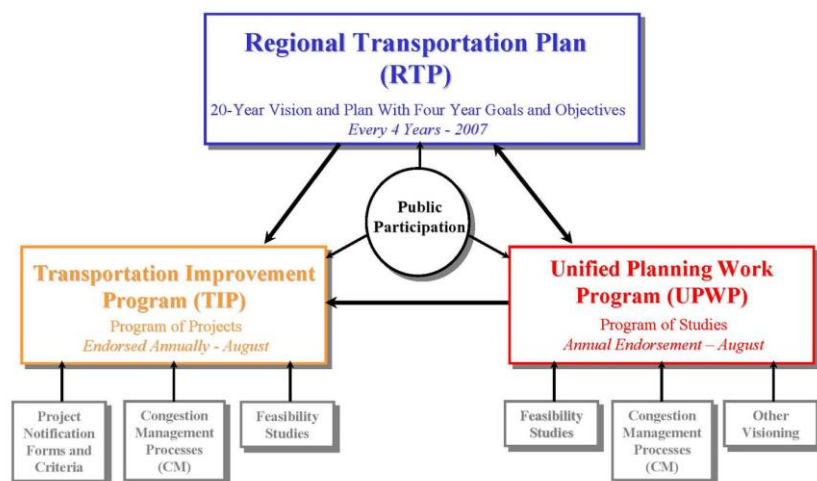 Regional Transportation Plan
(RTP)
20-Year Vision and Plan With Four Year Goals and Objectives
Every 4 Years - 2007
Public
Participation
Transportation Improvement
Program (TIP)
Program of Projects
Endorsed Annually - August
Unified Planning Work
Program (UPWP)
Program of Studies
Annual Endorsement – August
Project
Notification
Forms and
Criteria
Congestion
Management
Processes
(CM)
Feasibility
Studies
Feasibility
Studies
Congestion
Management
Processes
(CM)
Other
Visioning